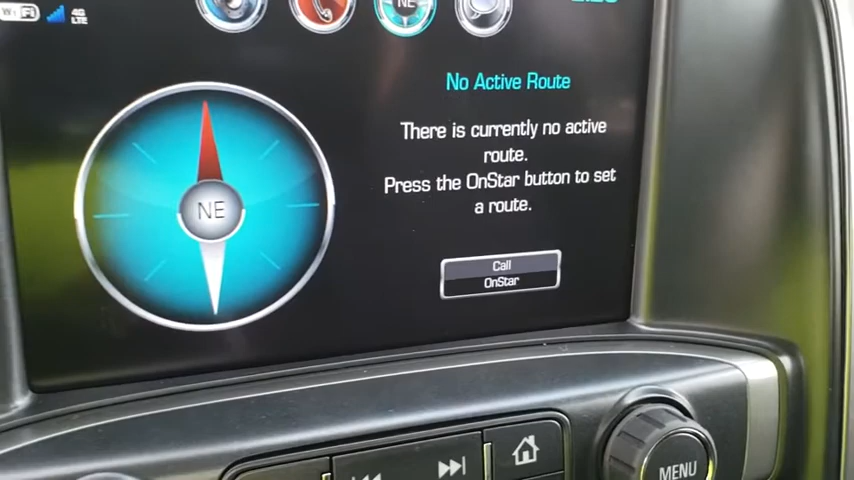 WiFi 4G
LTE
NE
No Active Route
There is currently no active
route.
Press the OnStar button to set
a route.
NE
Call
OnStar
MENU